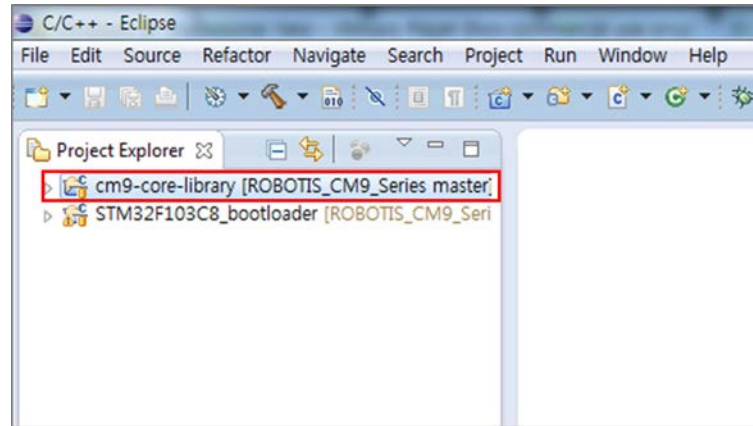 C/C++ - Eclipse
File Edit Source Refactor Navigate Search Project Run Window Help
Project Explorer
cm9-core-library [ROBOTIS_CM9_Series master]
STM32F103C8_bootloader [ROBOTIS_CM9_Seri